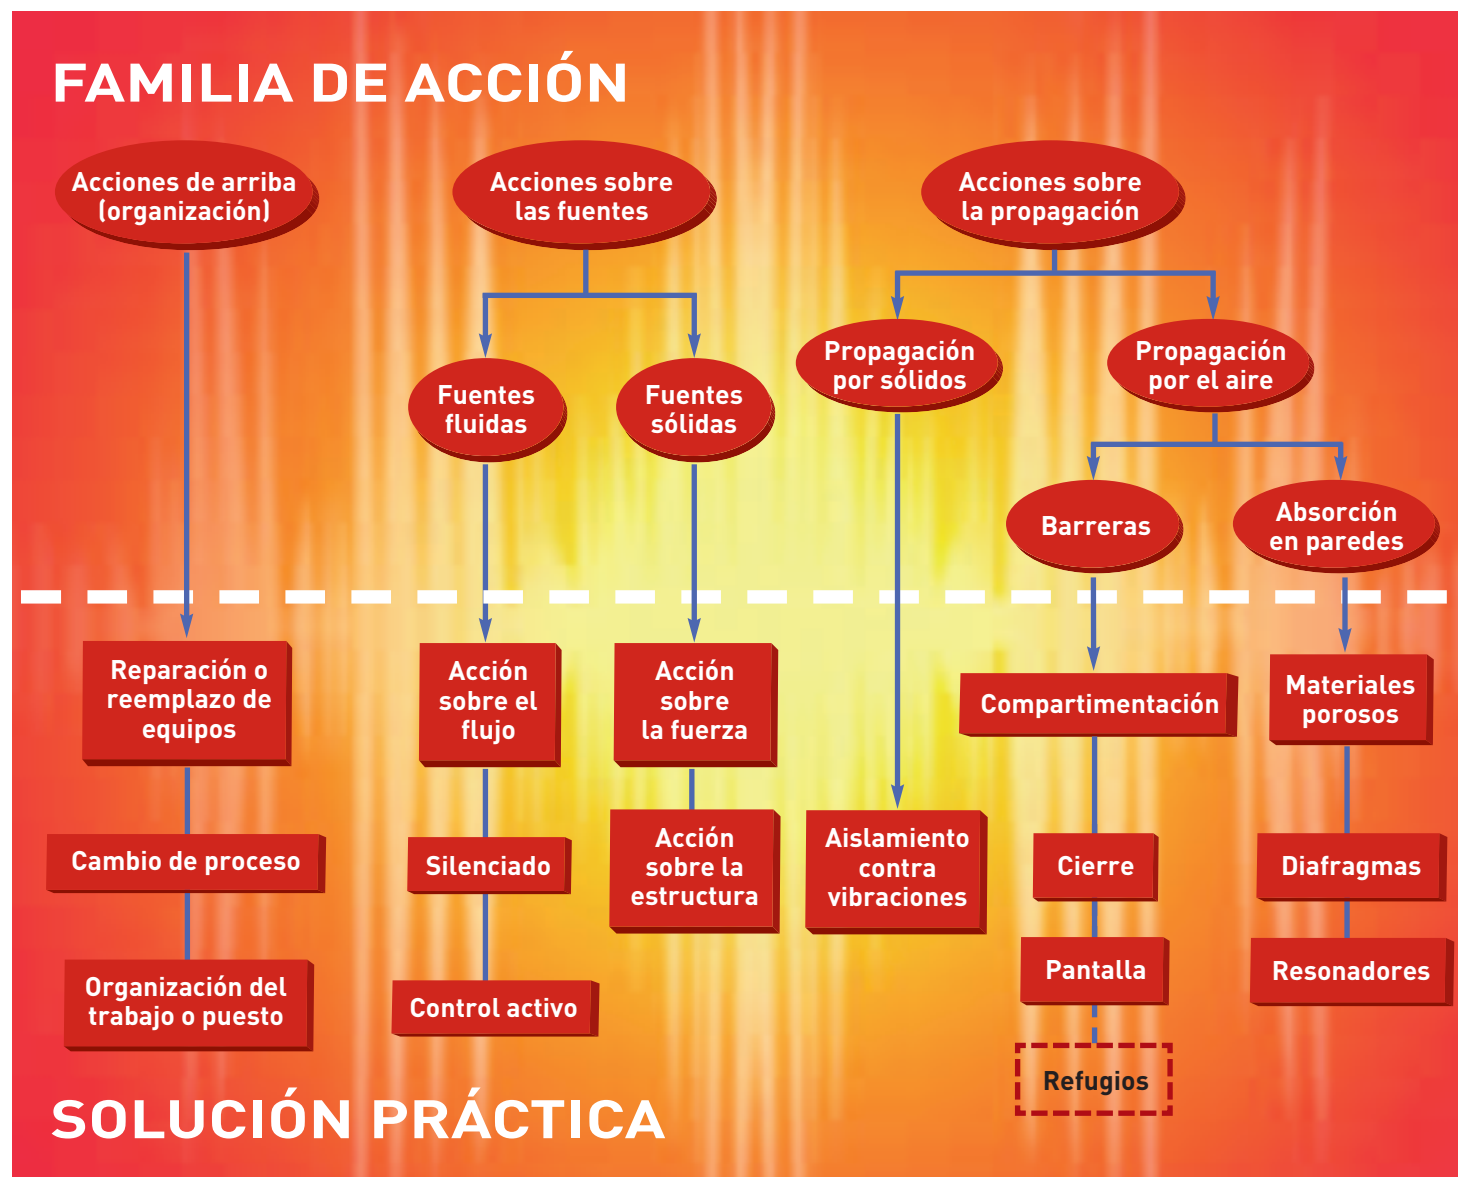 FAMILIA DE ACCIÓN
Acciones de arriba
(organización)
Acciones sobre
las fuentes
Acciones sobre
la propagación
Fuentes
fluidas
Fuentes
sólidas
Propagación
por sólidos
Propagación
por el aire
Barreras
Absorción
en paredes
Reparación o
reemplazo de
equipos
Cambio de proceso
Organización del
trabajo o puesto
Acción
sobre el
flujo
Silenciado
Control activo
Acción
sobre
la fuerza
Acción
sobre la
estructura
Aislamiento
contra
vibraciones
Compartimentación
Cierre
Pantalla
Refugios
Materiales
porosos
Diafragmas
Resonadores
SOLUCIÓN PRÁCTICA